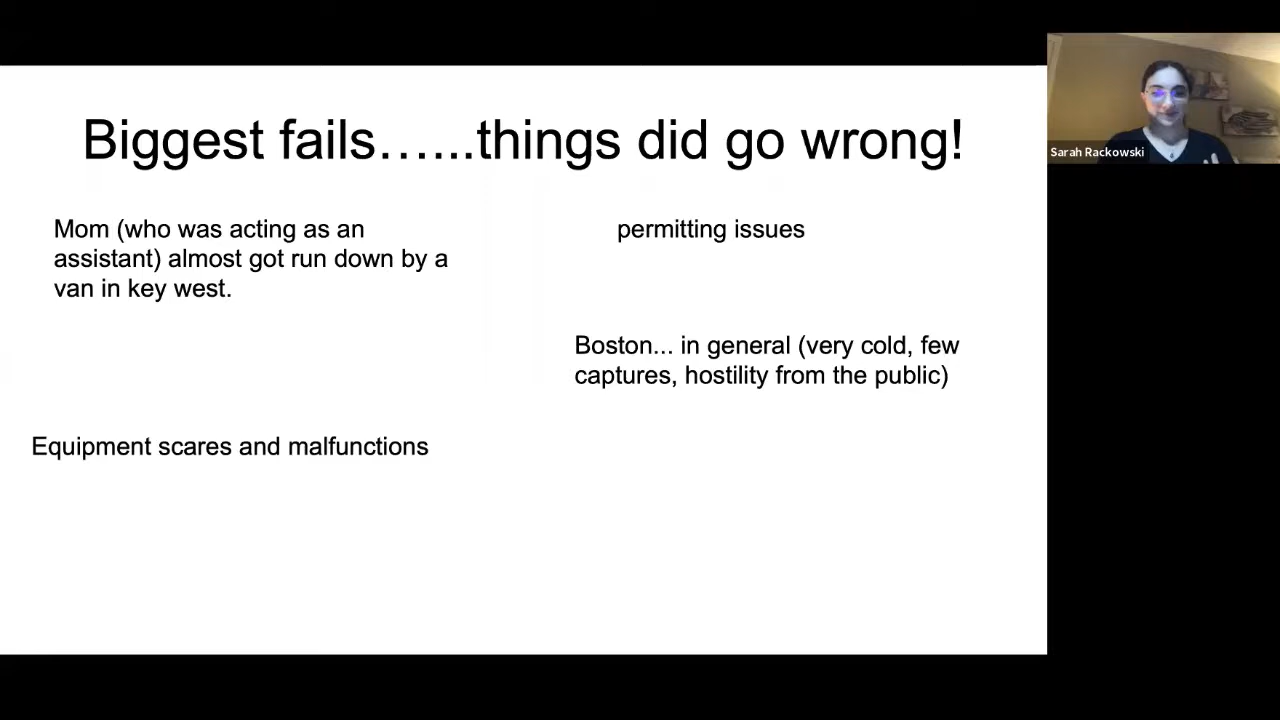 Biggest fails…...things did go wrong!
Mom (who was acting as an
assistant) almost got run down by a
van in key west.
permitting issues
Boston... in general (very cold, few
captures, hostility from the public)
Equipment scares and malfunctions
Sarah Rackowski